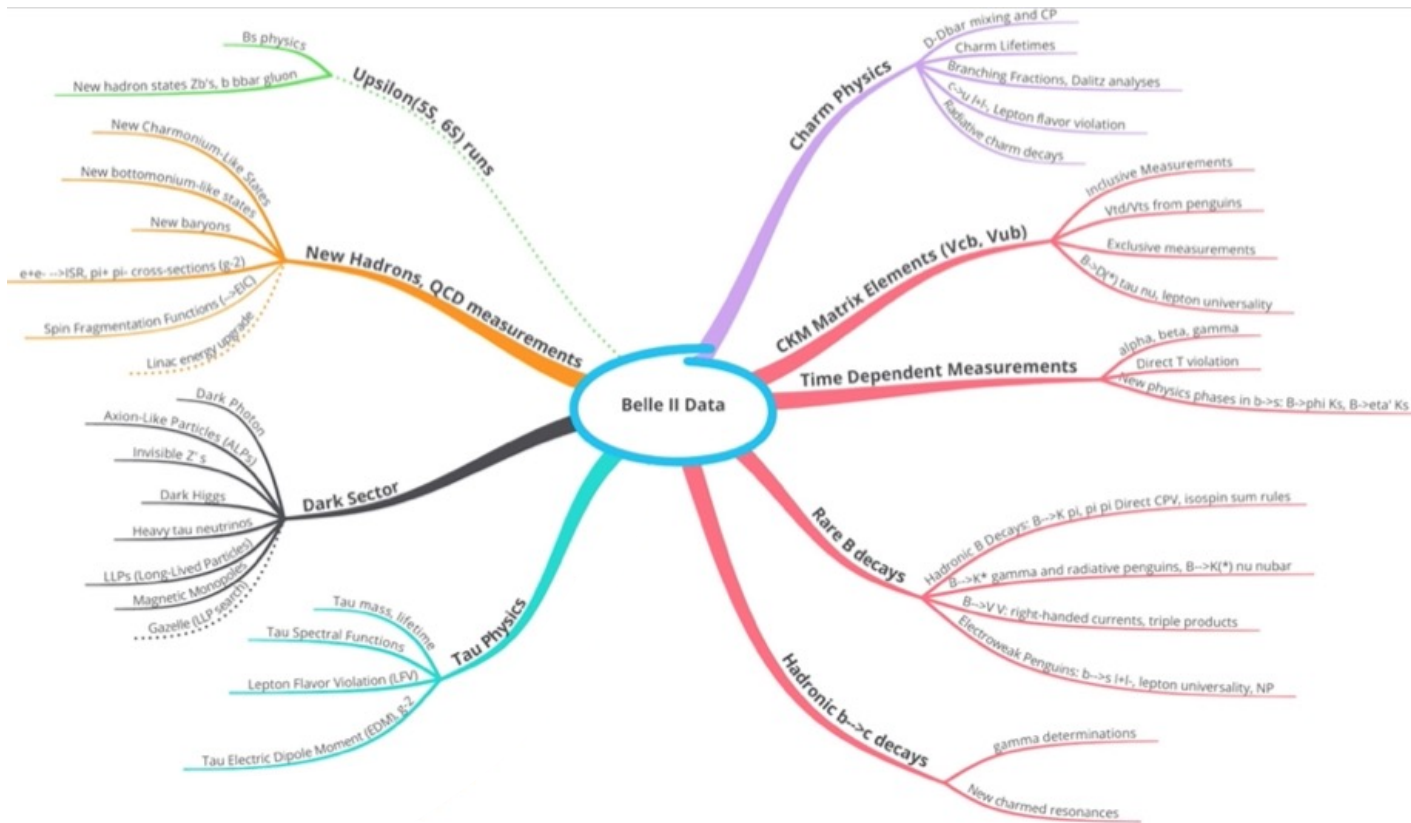 Belle II Data
Upsilon(5S, 6S) runs
Bs physics
New hadron states Zb's, b bbar gluon
New Hadrons, QCD measurements
New Charmonium-Like States
New bottomonium-like states
New baryons
e+e- -->ISR, pi+ pi- cross-sections (g-2)
Spin Fragmentation Functions (-->EIC)
Linac energy upgrade
Dark Sector
Dark Photon
Axion-Like Particles (ALPs)
Invisible Z' s
Dark Higgs
Heavy tau neutrinos
LLPs (Long-Lived Particles)
Magnetic Monopoles
Gazelle (LLP search)
Tau Physics
Tau mass, lifetime
Tau Spectral Functions
Lepton Flavor Violation (LFV)
Tau Electric Dipole Moment (EDM), g-2
Charm Physics
D-Dbar mixing and CP
Charm Lifetimes
Branching Fractions, Dalitz analyses
c->u l+l-, Lepton flavor violation
Radiative charm decays
CKM Matrix Elements (Vcb, Vub)
Inclusive Measurements
Vtd/Vts from penguins
Exclusive measurements
B->D(*) tau nu, lepton universality
Time Dependent Measurements
alpha, beta, gamma
Direct T violation
New physics phases in b->s: B->phi Ks, B->eta' Ks
Rare B decays
Hadronic B Decays: B-->K pi, pi pi Direct CPV, isospin sum rules
B-->K* gamma and radiative penguins, B-->K(*) nu nubar
B-->V V: right-handed currents, triple products
Electroweak Penguins: b-->s l+l-, lepton universality, NP
Hadronic b-->c decays
gamma determinations
New charmed resonances